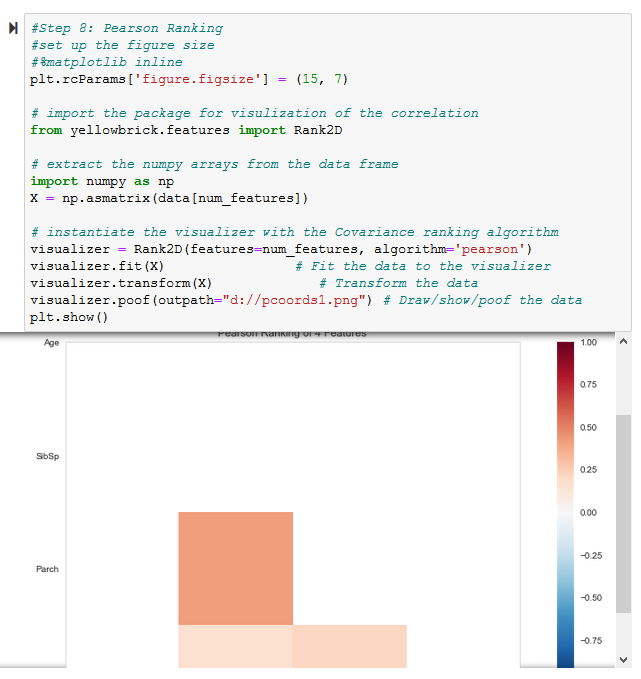 #Step 8: Pearson Ranking
#set up the figure size
#%matplotlib inline
plt.rcParams['figure.figsize'] = (15, 7)
# import the package for visulization of the correlation
from yellowbrick.features import Rank2D
# extract the numpy arrays from the data frame
import numpy as np
X = np.asmatrix(data[num_features])
# instantiate the visualizer with the Covariance ranking algorithm
visualizer = Rank2D(features=num_features, algorithm='pearson')
visualizer.fit(X) # Fit the data to the visualizer
visualizer.transform(X) # Transform the data
visualizer.poof(outpath="d://pcoords1.png") # Draw/show/poof the data
plt.show()
Pearson Ranking of 4 Features
Age
SibSp
Parch
1.00
0.75
0.50
0.25
0.00
−0.25
−0.50
−0.75